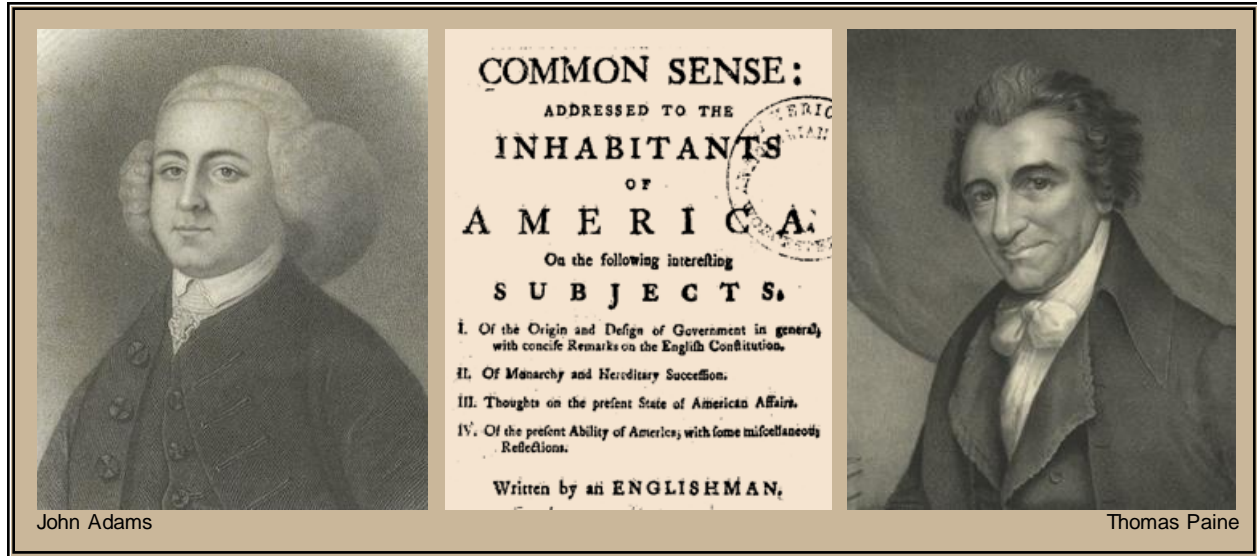 COMMON SENSE:
ADDRESSED TO THE
INHABITANTS
OF
AMERICA.
On the following intereſting
SUBJECTS.
I. Of the Origin and Deſign of Government in general,
with conciſe Remarks on the Engliſh Conſtitution.
II. Of Monarchy and Hereditary Succeſſion.
III. Thoughts on the preſent State of American Affairs.
IV. Of the preſent Ability of America, with ſome miſcellaneous
Reflections.
Written by an ENGLISHMAN.
John Adams
Thomas Paine